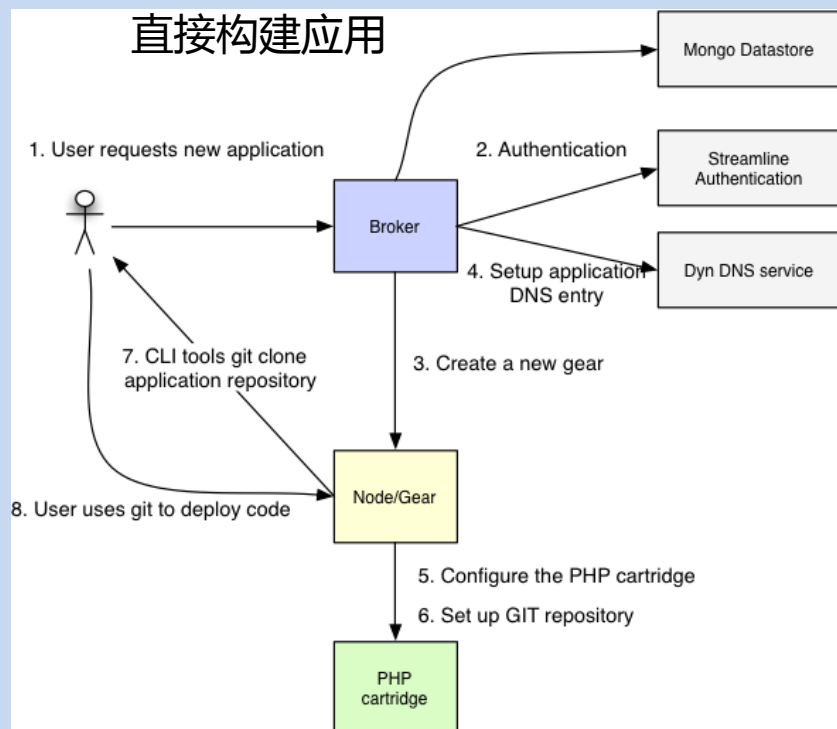 直接构建应用
Mongo Datastore
1. User requests new application
2. Authentication
Streamline
Authentication
Broker
4. Setup application
DNS entry
Dyn DNS service
7. CLI tools git clone
application repository
3. Create a new gear
Node/Gear
8. User uses git to deploy code
5. Configure the PHP cartridge
6. Set up GIT repository
PHP
cartridge